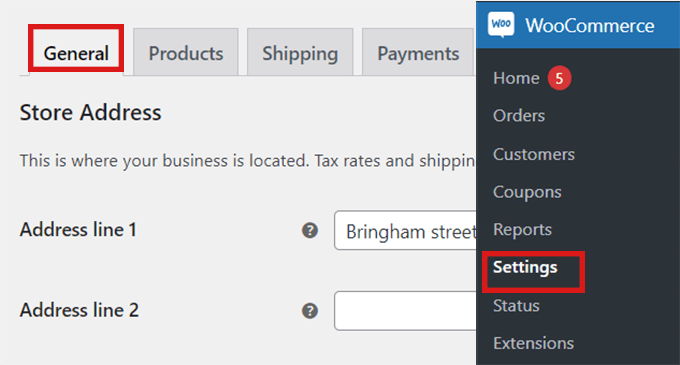 General Products Shipping Payments
Store Address
This is where your business is located. Tax rates and shippin
Address line 1 ? Bringham street
Address line 2 ?
WOO WooCommerce
Home 5
Orders
Customers
Coupons
Reports
Settings
Status
Extensions